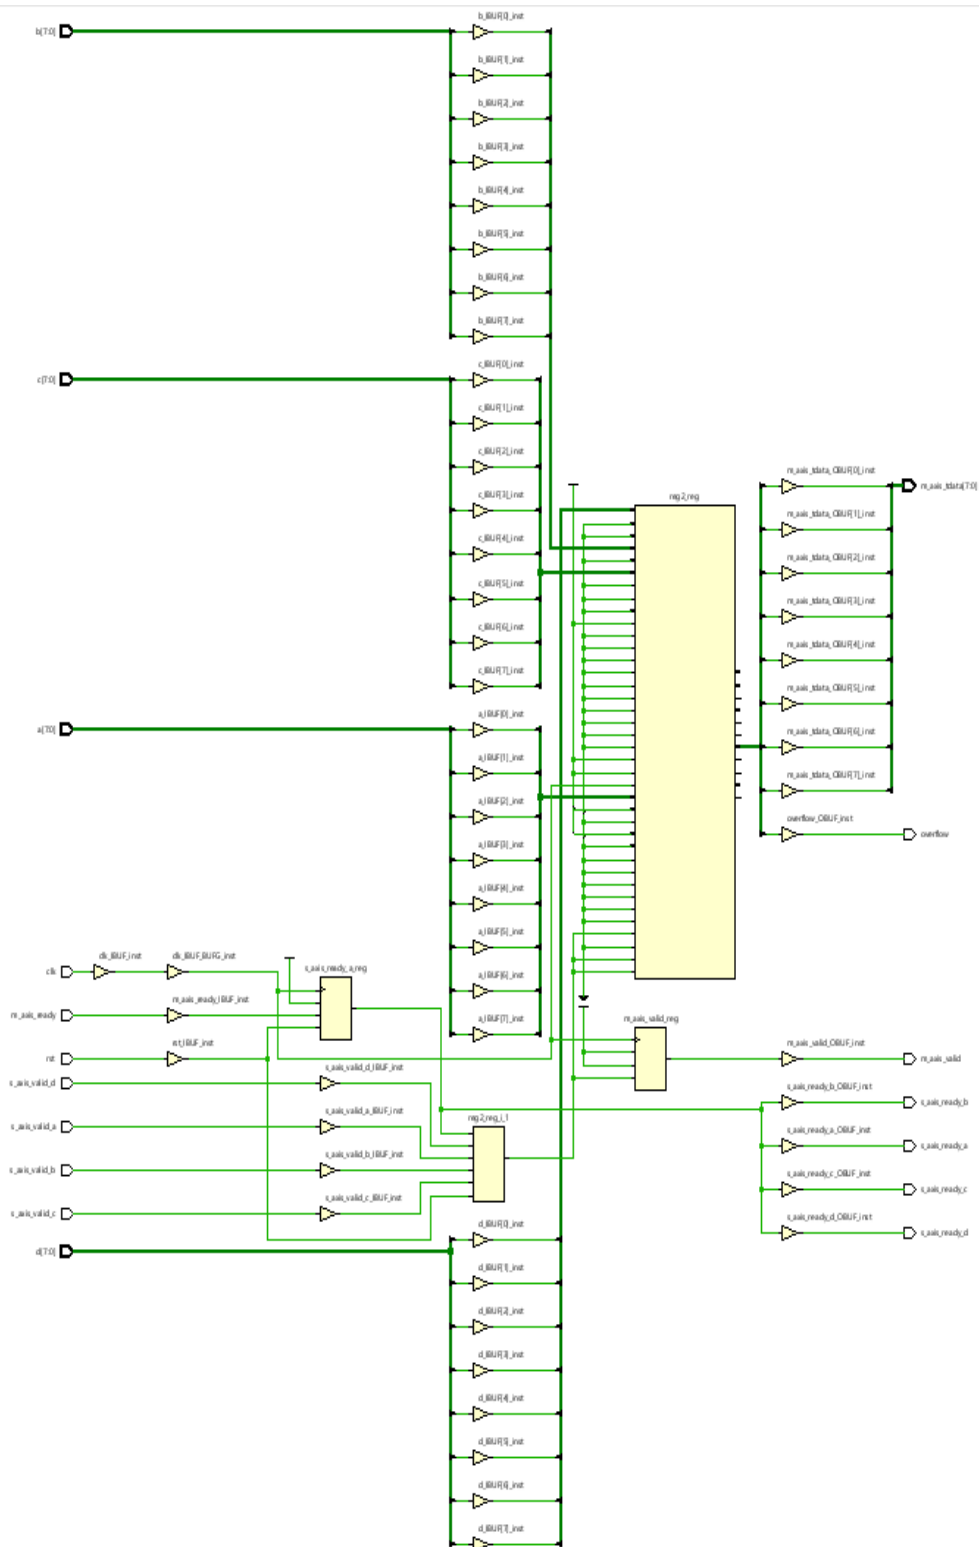 b_IBUF[0]_inst
b[7:0]
b_IBUF[1]_inst
b_IBUF[2]_inst
b_IBUF[3]_inst
b_IBUF[4]_inst
b_IBUF[5]_inst
b_IBUF[6]_inst
b_IBUF[7]_inst
c_IBUF[0]_inst
c[7:0]
c_IBUF[1]_inst
c_IBUF[2]_inst
c_IBUF[3]_inst
c_IBUF[4]_inst
c_IBUF[5]_inst
c_IBUF[6]_inst
c_IBUF[7]_inst
m_axis_tdata_OBUF[0]_inst
m_axis_tdata[7:0]
reg2_reg
m_axis_tdata_OBUF[1]_inst
m_axis_tdata_OBUF[2]_inst
m_axis_tdata_OBUF[3]_inst
m_axis_tdata_OBUF[4]_inst
m_axis_tdata_OBUF[5]_inst
m_axis_tdata_OBUF[6]_inst
m_axis_tdata_OBUF[7]_inst
overflow_OBUF_inst
overflow
a_IBUF[0]_inst
a[7:0]
a_IBUF[1]_inst
a_IBUF[2]_inst
a_IBUF[3]_inst
a_IBUF[4]_inst
a_IBUF[5]_inst
a_IBUF[6]_inst
a_IBUF[7]_inst
clk_IBUF_inst
clk_IBUF_BUFG_inst
clk
s_axis_ready_a_reg
m_axis_ready_IBUF_inst
m_axis_ready
rst_IBUF_inst
rst
m_axis_valid_reg
m_axis_valid_OBUF_inst
m_axis_valid
s_axis_valid_d_IBUF_inst
s_axis_valid_d
s_axis_valid_a_IBUF_inst
s_axis_valid_a
s_axis_valid_b_IBUF_inst
s_axis_valid_b
s_axis_valid_c_IBUF_inst
s_axis_valid_c
reg2_reg_i_1
s_axis_ready_b_OBUF_inst
s_axis_ready_b
s_axis_ready_a_OBUF_inst
s_axis_ready_a
s_axis_ready_c_OBUF_inst
s_axis_ready_c
s_axis_ready_d_OBUF_inst
s_axis_ready_d
d_IBUF[0]_inst
d[7:0]
d_IBUF[1]_inst
d_IBUF[2]_inst
d_IBUF[3]_inst
d_IBUF[4]_inst
d_IBUF[5]_inst
d_IBUF[6]_inst
d_IBUF[7]_inst